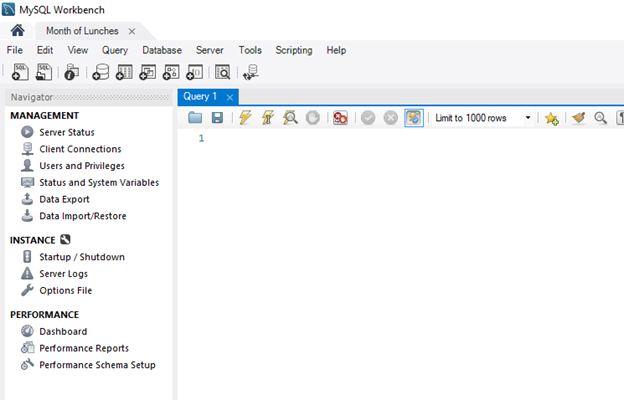 MySQL Workbench
Month of Lunches
File Edit View Query Database Server Tools Scripting Help
SQL SQL
Navigator
Query 1
MANAGEMENT
Limit to 1000 rows
Server Status
1
Client Connections
Users and Privileges
Status and System Variables
Data Export
Data Import/Restore
INSTANCE
Startup / Shutdown
Server Logs
Options File
PERFORMANCE
Dashboard
Performance Reports
Performance Schema Setup